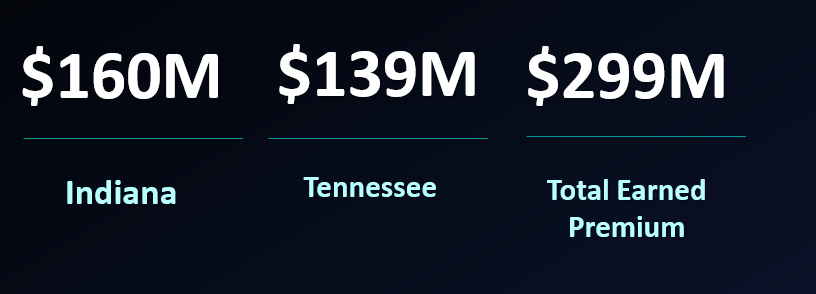 $160M
$139M
$299M
Indiana
Tennessee
Total Earned
Premium